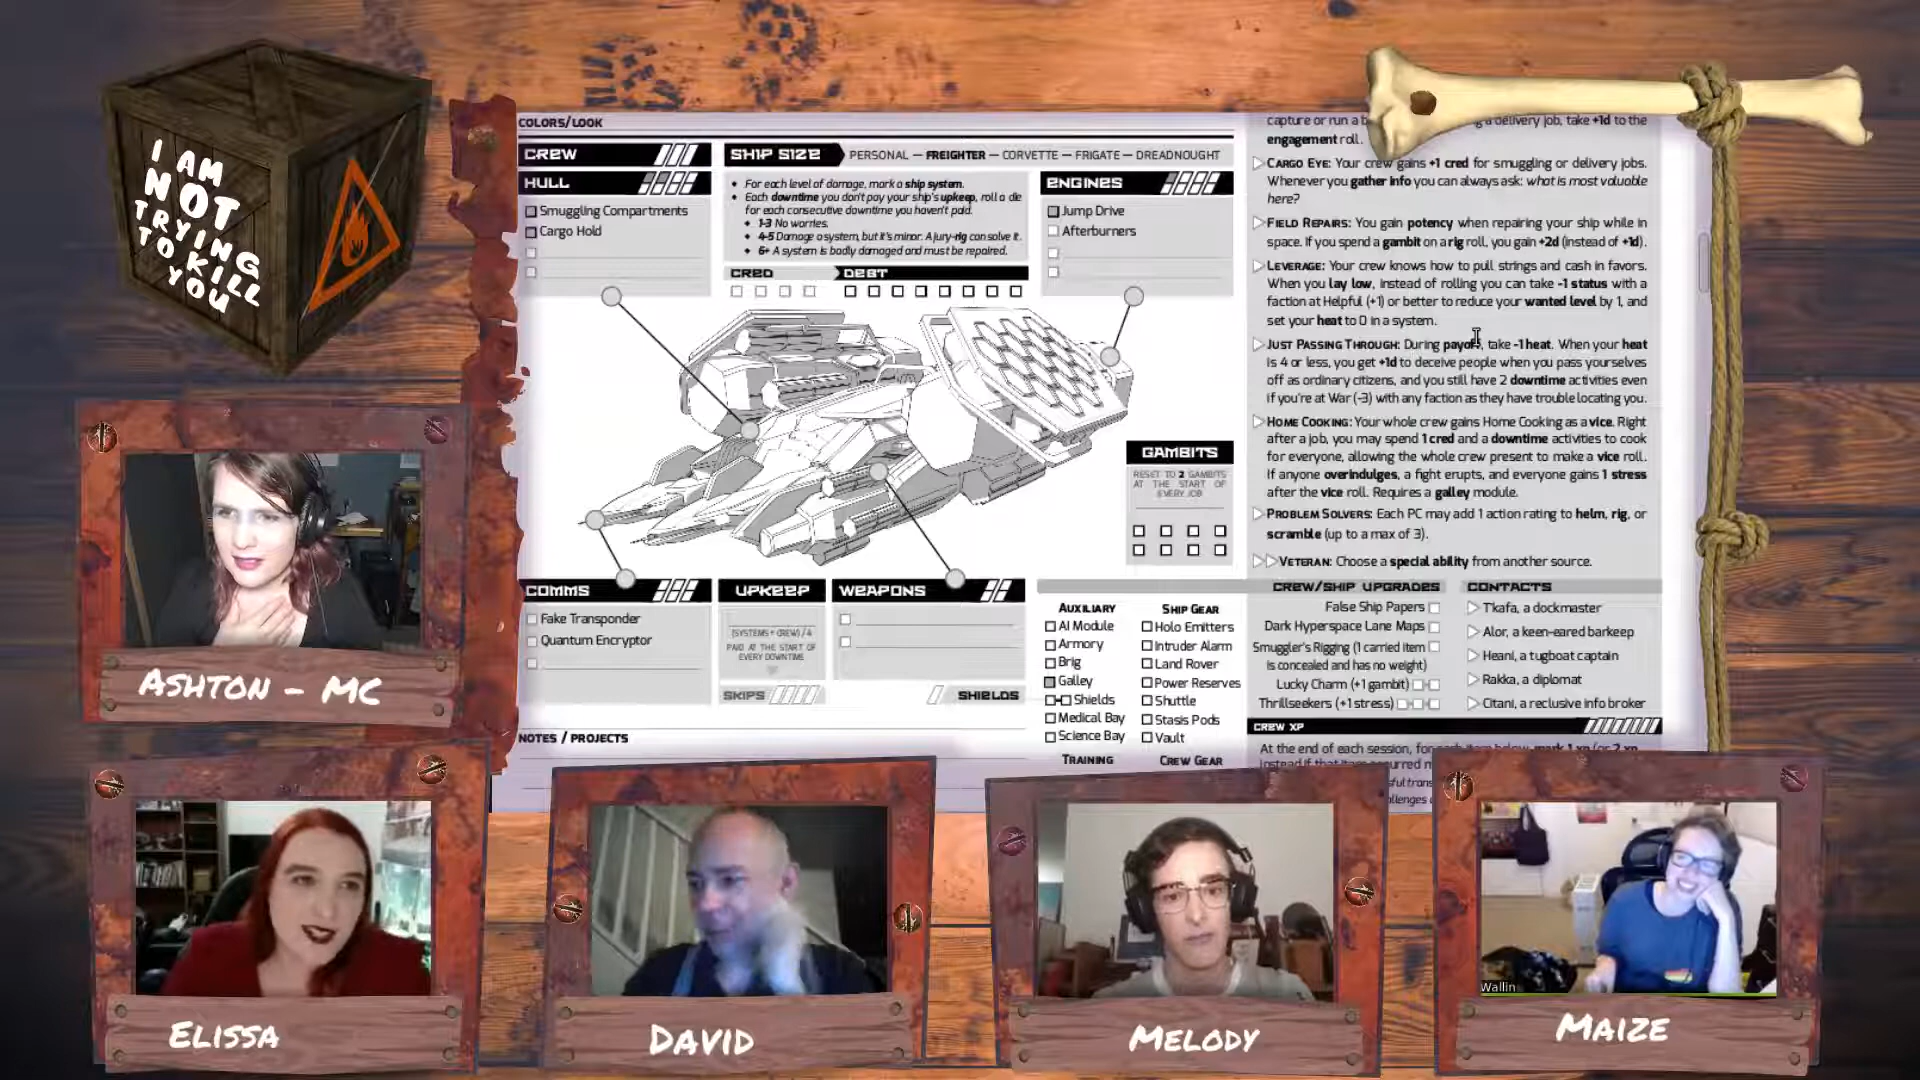 I AM
NOT
TRYING
TO KILL
YOU
COLORS/LOOK
CREW
SHIP SIZE
PERSONAL — FREIGHTER — CORVETTE — FRIGATE — DREADNOUGHT
HULL
Smuggling Compartments
Cargo Hold
• For each level of damage, mark a ship system.
• Each downtime you don't pay your ship's upkeep, roll a die
for each consecutive downtime you haven't paid.
• 1-3 No worries.
• 4-5 Damage a system, but it's minor. A jury-rig can solve it.
• 6+ A system is badly damaged and must be repaired.
CRED
DEBT
ENGINES
Jump Drive
Afterburners
GAMBITS
RESET TO 2 GAMBITS
AT THE START OF
EVERY JOB
COMMS
Fake Transponder
Quantum Encryptor
UPKEEP
(SYSTEMS + CREW) / 4
PAID AT THE START OF
EVERY DOWNTIME
SKIPS
WEAPONS
SHIELDS
NOTES / PROJECTS
AUXILIARY
AI Module
Armory
Brig
Galley
Shields
Medical Bay
Science Bay
TRAINING
SHIP GEAR
Holo Emitters
Intruder Alarm
Land Rover
Power Reserves
Shuttle
Stasis Pods
Vault
CREW GEAR
capture or run a b
g a delivery job, take +1d to the
engagement roll.
CARGO EYE: Your crew gains +1 cred for smuggling or delivery jobs.
Whenever you gather info you can always ask: what is most valuable
here?
FIELD REPAIRS: You gain potency when repairing your ship while in
space. If you spend a gambit on a rig roll, you gain +2d (instead of +1d).
LEVERAGE: Your crew knows how to pull strings and cash in favors.
When you lay low, instead of rolling you can take -1 status with a
faction at Helpful (+1) or better to reduce your wanted level by 1, and
set your heat to 0 in a system.
JUST PASSING THROUGH: During payoff, take -1 heat. When your heat
is 4 or less, you get +1d to deceive people when you pass yourselves
off as ordinary citizens, and you still have 2 downtime activities even
if you're at War (-3) with any faction as they have trouble locating you.
HOME COOKING: Your whole crew gains Home Cooking as a vice. Right
after a job, you may spend 1 cred and a downtime activities to cook
for everyone, allowing the whole crew present to make a vice roll.
If anyone overindulges, a fight erupts, and everyone gains 1 stress
after the vice roll. Requires a galley module.
PROBLEM SOLVERS: Each PC may add 1 action rating to helm, rig, or
scramble (up to a max of 3).
VETERAN: Choose a special ability from another source.
CREW/SHIP UPGRADES
False Ship Papers
Dark Hyperspace Lane Maps
Smuggler's Rigging (1 carried item
is concealed and has no weight)
Lucky Charm (+1 gambit)
Thrillseekers (+1 stress)
CONTACTS
T'kafa, a dockmaster
Alor, a keen-eared barkeep
Heani, a tugboat captain
Rakka, a diplomat
Citani, a reclusive info broker
CREW XP
At the end of each session, for each item below, mark 1 xp (or 2 xp
instead if that item occurred m
ful trans
llenges
ASHTON - MC
ELISSA
DAVID
MELODY
Wallin
MAIZE